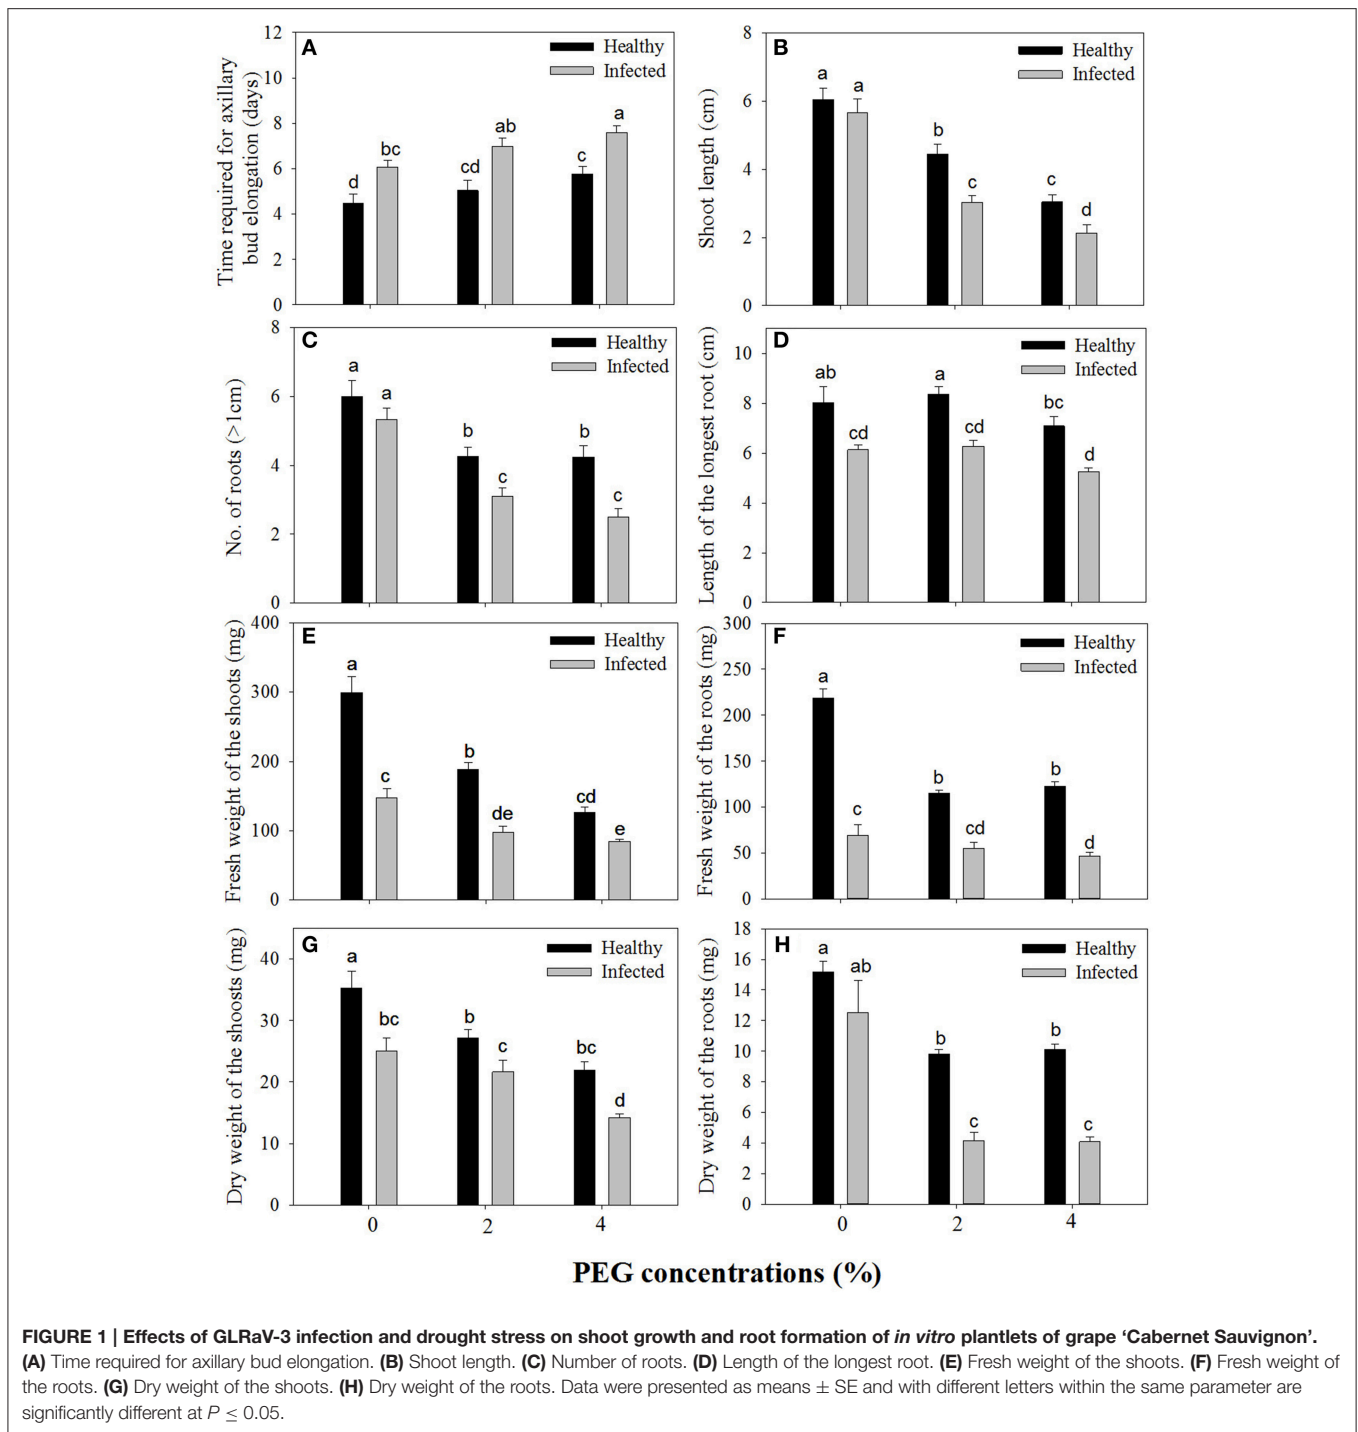 A
Healthy
Infected
Time required for axillary
bud elongation (days)
12
10
8
6
4
2
0
d
bc
cd
ab
c
a
B
Healthy
Infected
Shoot length (cm)
8
6
4
2
0
a
a
b
c
c
d
C
Healthy
Infected
No. of roots (>1cm)
8
6
4
2
0
a
a
b
c
b
c
D
Healthy
Infected
Length of the longest root (cm)
10
8
6
4
2
0
ab
cd
a
cd
bc
d
E
Healthy
Infected
Fresh weight of the shoots (mg)
400
300
200
100
0
a
c
b
de
cd
e
F
Healthy
Infected
Fresh weight of the roots (mg)
300
250
200
150
100
50
0
a
c
b
cd
b
d
G
Healthy
Infected
Dry weight of the shoosts (mg)
40
30
20
10
0
a
bc
b
c
bc
d
0 2 4
H
Healthy
Infected
Dry weight of the roots (mg)
18
16
14
12
10
8
6
4
2
0
a
ab
b
c
b
c
0 2 4
PEG concentrations (%)
FIGURE 1 | Effects of GLRaV-3 infection and drought stress on shoot growth and root formation of in vitro plantlets of grape ‘Cabernet Sauvignon’.
(A) Time required for axillary bud elongation. (B) Shoot length. (C) Number of roots. (D) Length of the longest root. (E) Fresh weight of the shoots. (F) Fresh weight of
the roots. (G) Dry weight of the shoots. (H) Dry weight of the roots. Data were presented as means ± SE and with different letters within the same parameter are
significantly different at P ≤ 0.05.